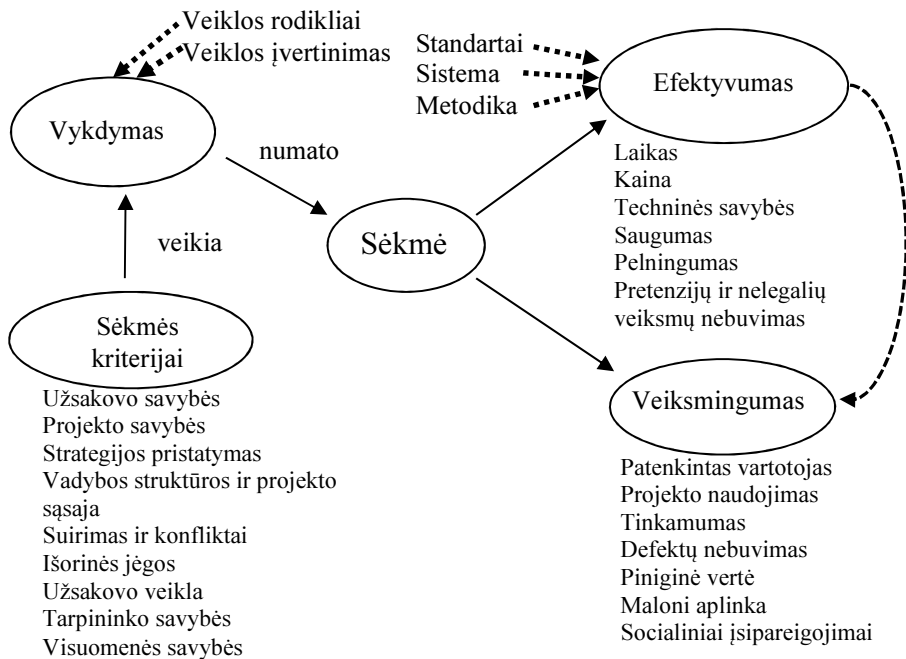 Veiklos rodikliai
Veiklos įvertinimas
Vykdymas
numato
veikia
Sėkmės
kriterijai
Užsakovo savybės
Projekto savybės
Strategijos pristatymas
Vadybos struktūros ir projekto
sąsaja
Suirimas ir konfliktai
Išorinės jėgos
Užsakovo veikla
Tarpininko savybės
Visuomenės savybės
Sėkmė
Standartai
Sistema
Metodika
Efektyvumas
Laikas
Kaina
Techninės savybės
Saugumas
Pelningumas
Pretenzijų ir nelegalių
veiksmų nebuvimas
Veiksmingumas
Patenkintas vartotojas
Projekto naudojimas
Tinkamumas
Defektų nebuvimas
Piniginė vertė
Maloni aplinka
Socialiniai įsipareigojimai